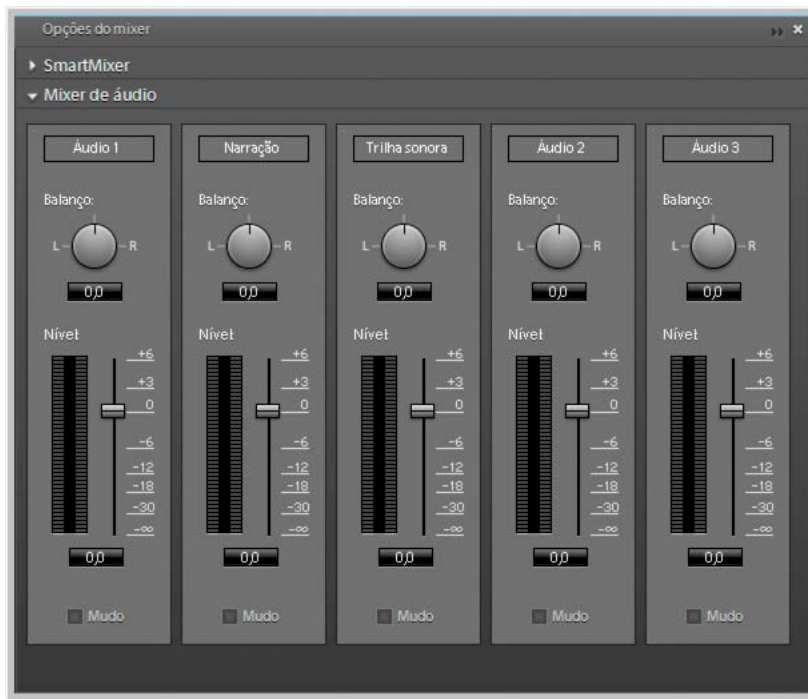 Opções do mixer
SmartMixer
Mixer de áudio
Áudio 1
Balanço:
L
R
0,0
Nível:
+6
+3
0
-6
-12
-18
-30
-∞
0,0
Mudo
Narração
Balanço:
L
R
0,0
Nível:
+6
+3
0
-6
-12
-18
-30
-∞
0,0
Mudo
Trilha sonora
Balanço:
L
R
0,0
Nível:
+6
+3
0
-6
-12
-18
-30
-∞
0,0
Mudo
Áudio 2
Balanço:
L
R
0,0
Nível:
+6
+3
0
-6
-12
-18
-30
-∞
0,0
Mudo
Áudio 3
Balanço:
L
R
0,0
Nível:
+6
+3
0
-6
-12
-18
-30
-∞
0,0
Mudo